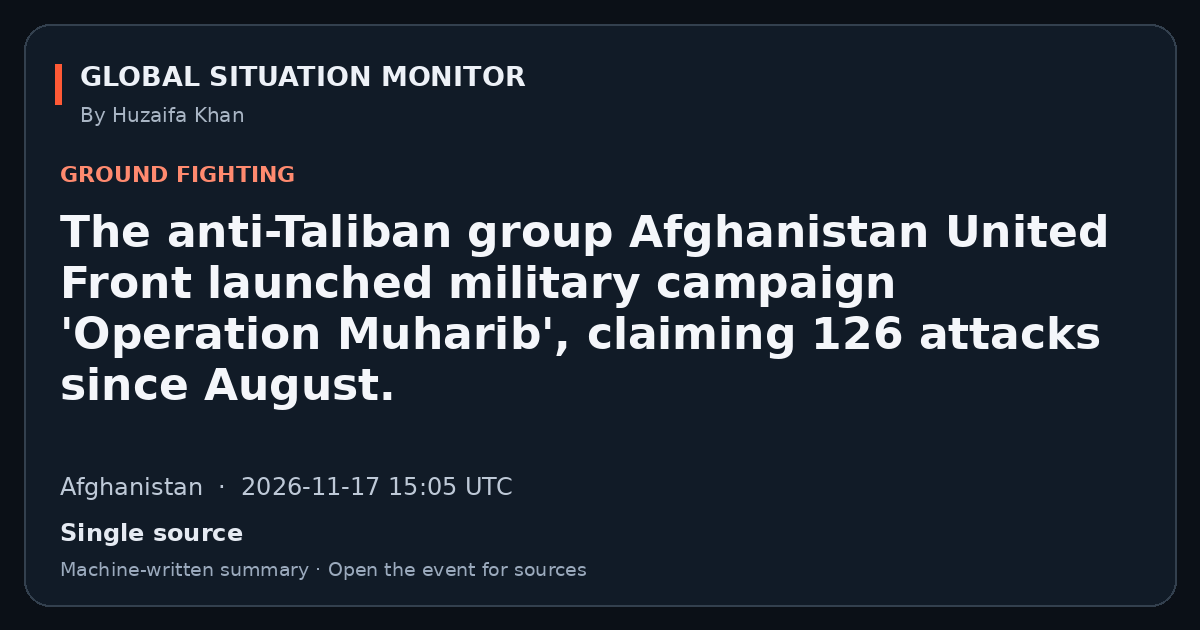 GLOBAL SITUATION MONITOR
By Huzaifa Khan
GROUND FIGHTING
The anti-Taliban group Afghanistan United
Front launched military campaign
'Operation Muharib', claiming 126 attacks
since August.
Afghanistan · 2026-11-17 15:05 UTC
Single source
Machine-written summary · Open the event for sources